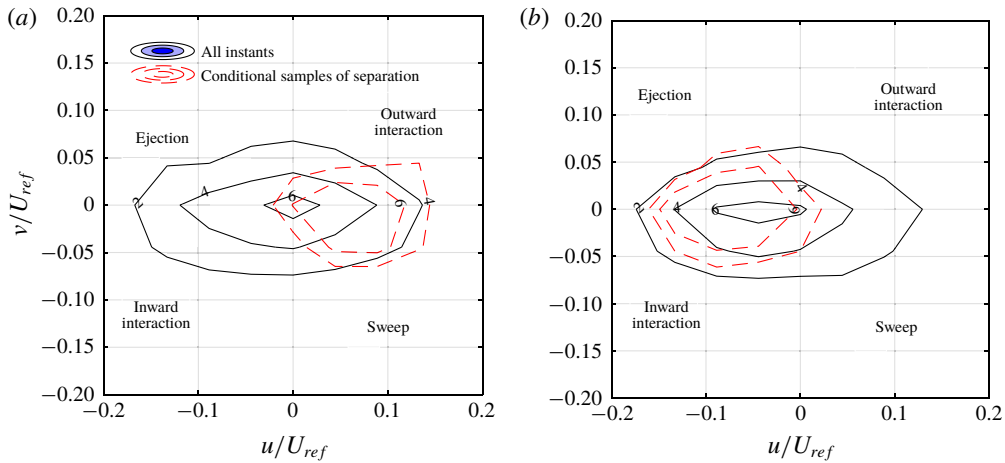 (a)
0.20
0.15
0.10
0.05
0
−0.05
−0.10
−0.15
−0.20
v/U_ref
All instants
Conditional samples of separation
Ejection
Outward
interaction
2
4
6
6
4
Inward
interaction
Sweep
−0.2
−0.1
0
0.1
0.2
u/U_ref
(b)
0.20
0.15
0.10
0.05
0
−0.05
−0.10
−0.15
−0.20
Ejection
Outward
interaction
2
4
6
6
4
Inward
interaction
Sweep
−0.2
−0.1
0
0.1
0.2
u/U_ref